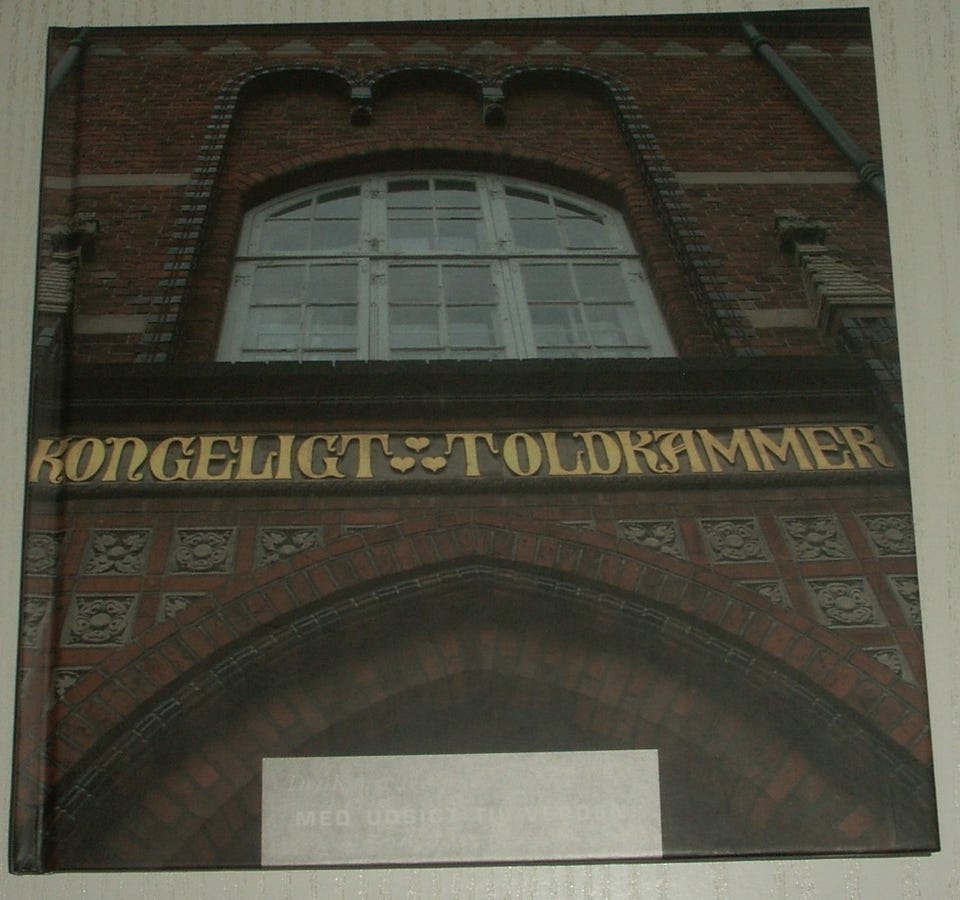 KONGELIGT TOLDKAMMER
MED UDSIGT TIL VERDEN